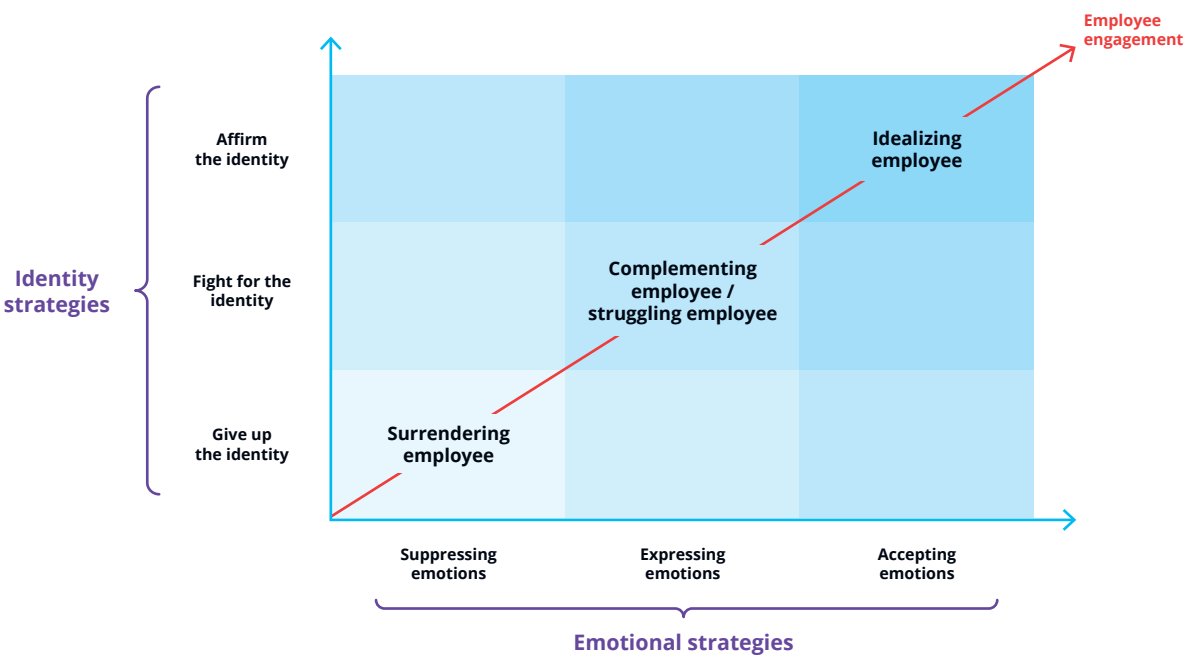 Employee
engagement
Affirm
the identity
Idealizing
employee
Identity
strategies
Fight for the
identity
Complementing
employee /
struggling employee
Give up
the identity
Surrendering
employee
Suppressing
emotions
Expressing
emotions
Accepting
emotions
Emotional strategies